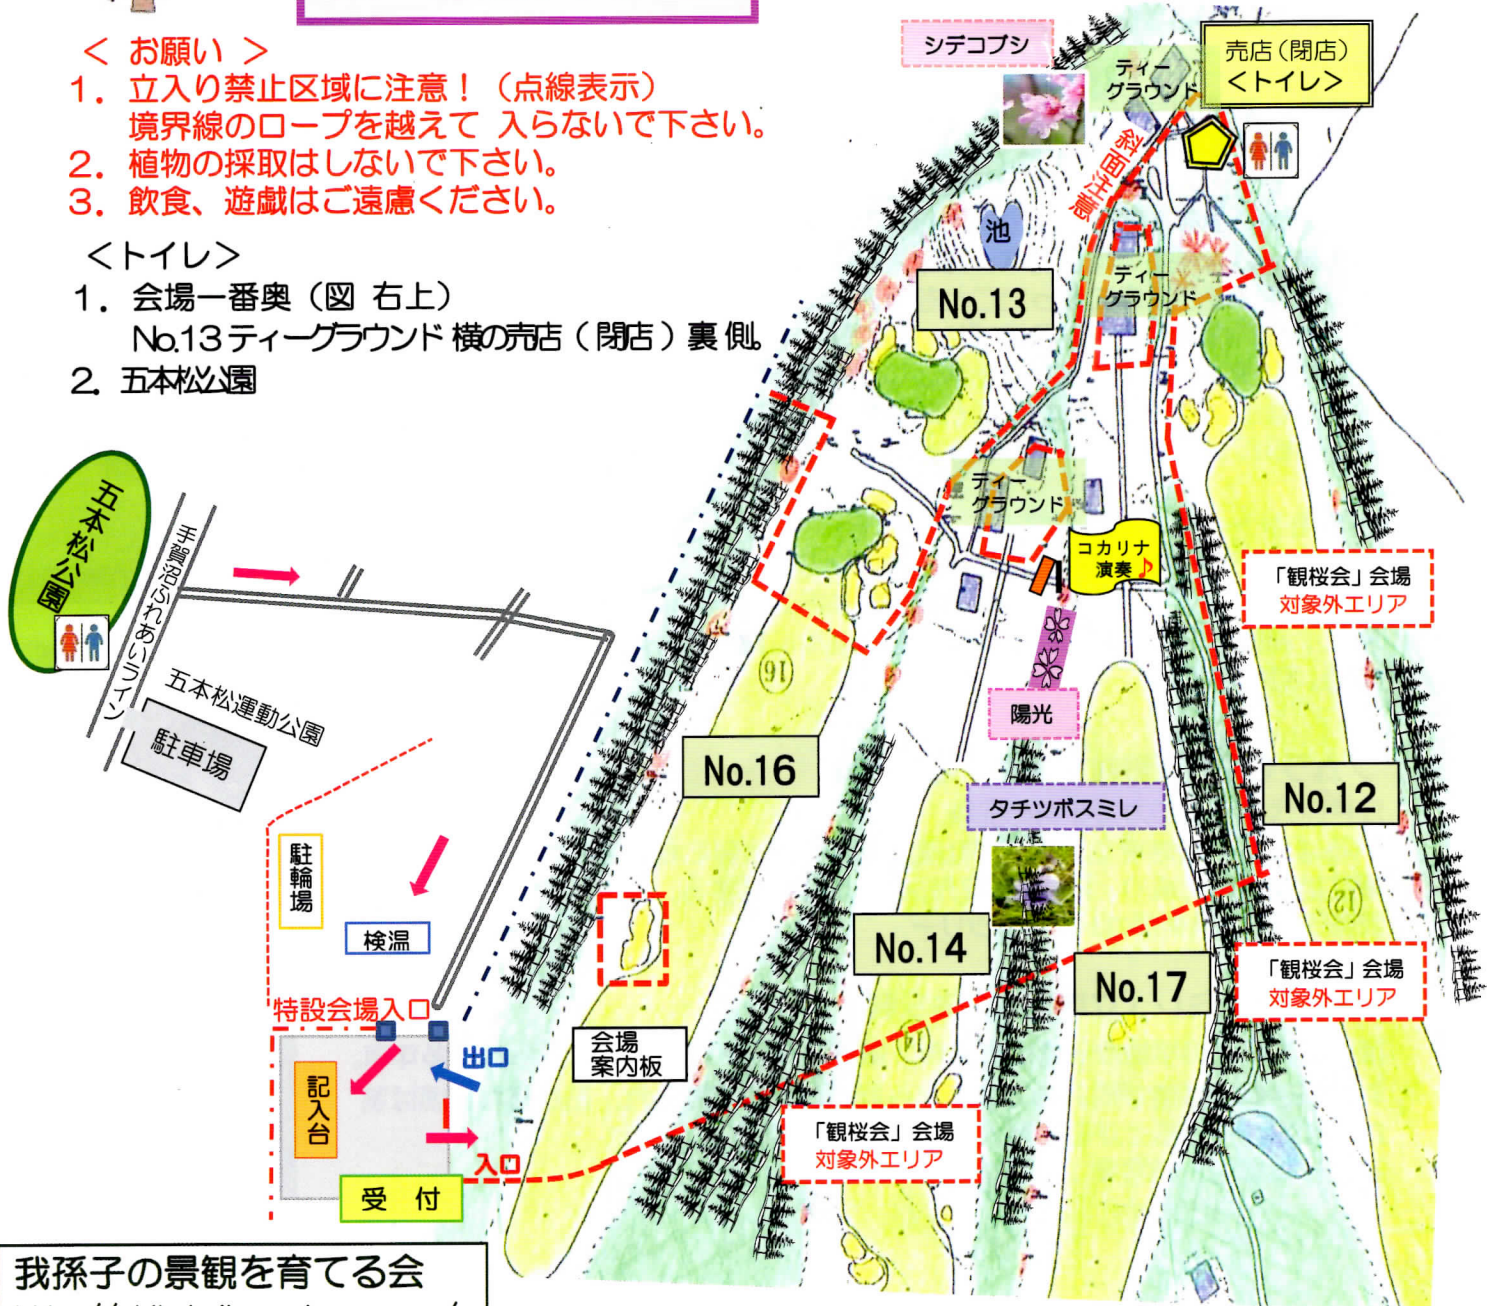 ＜ お願い ＞
1. 立入り禁止区域に注意！（点線表示）
境界線のロープを越えて 入らないで下さい。
2. 植物の採取はしないで下さい。
3. 飲食、遊戯はご遠慮ください。
＜トイレ＞
1. 会場一番奥（図 右上）
No.13 ティーグラウンド 横の売店（閉店）裏側。
2. 五本松公園
シデコブシ
ティー
グラウンド
売店（閉店）
＜トイレ＞
斜面注意
池
No.13
ティー
グラウンド
ティー
グラウンド
コカリナ
演奏♪
「観桜会」会場
対象外エリア
五本松公園
手賀沼ふれあいライン
五本松運動公園
駐車場
16
陽光
No.16
No.12
タチツボスミレ
駐輪場
検温
12
No.14
No.17
「観桜会」会場
対象外エリア
特設会場入口
14
会場
案内板
出口
記入台
入口
「観桜会」会場
対象外エリア
受 付
我孫子の景観を育てる会